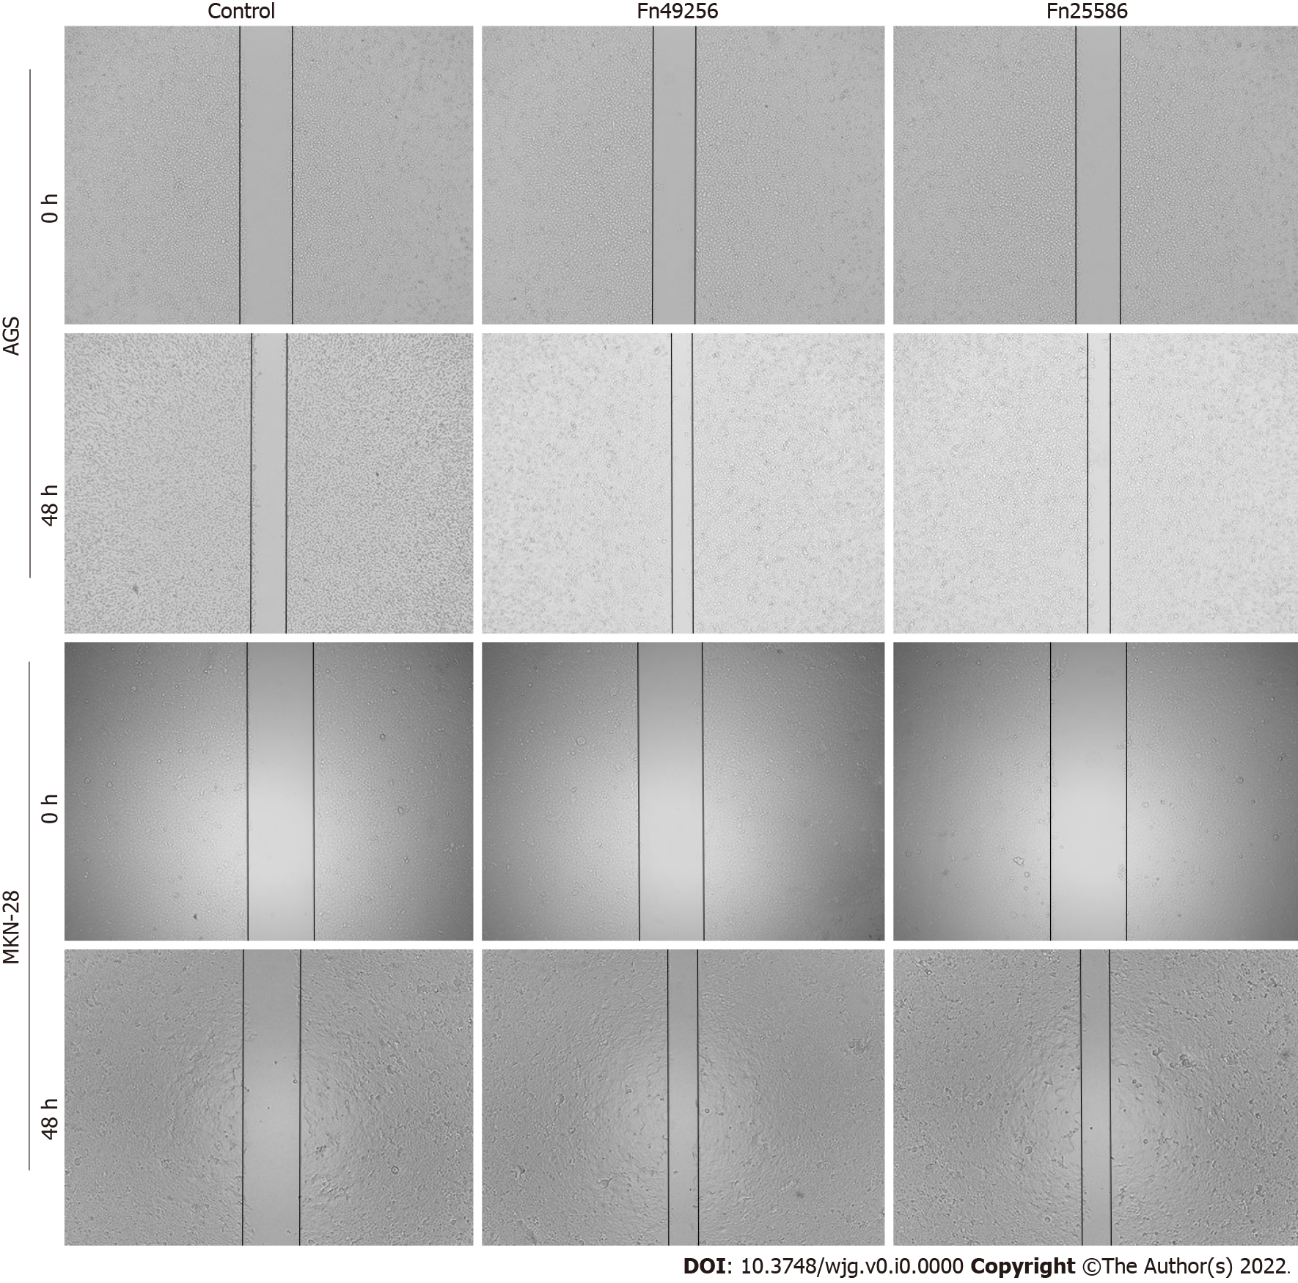 Control Fn49256 Fn25586
AGS
0 h
48 h
MKN-28
0 h
48 h
DOI: 10.3748/wjg.v0.i0.0000 Copyright ©The Author(s) 2022.